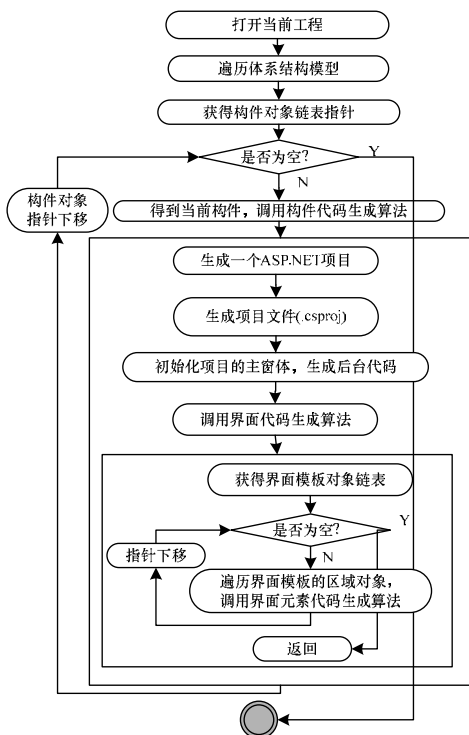 打开当前工程
遍历体系结构模型
获得构件对象链表指针
是否为空?
Y
N
构件对象
指针下移
得到当前构件，调用构件代码生成算法
生成一个ASP.NET项目
生成项目文件(.csproj)
初始化项目的主窗体，生成后台代码
调用界面代码生成算法
获得界面模板对象链表
是否为空?
Y
N
指针下移
遍历界面模板的区域对象，
调用界面元素代码生成算法
返回